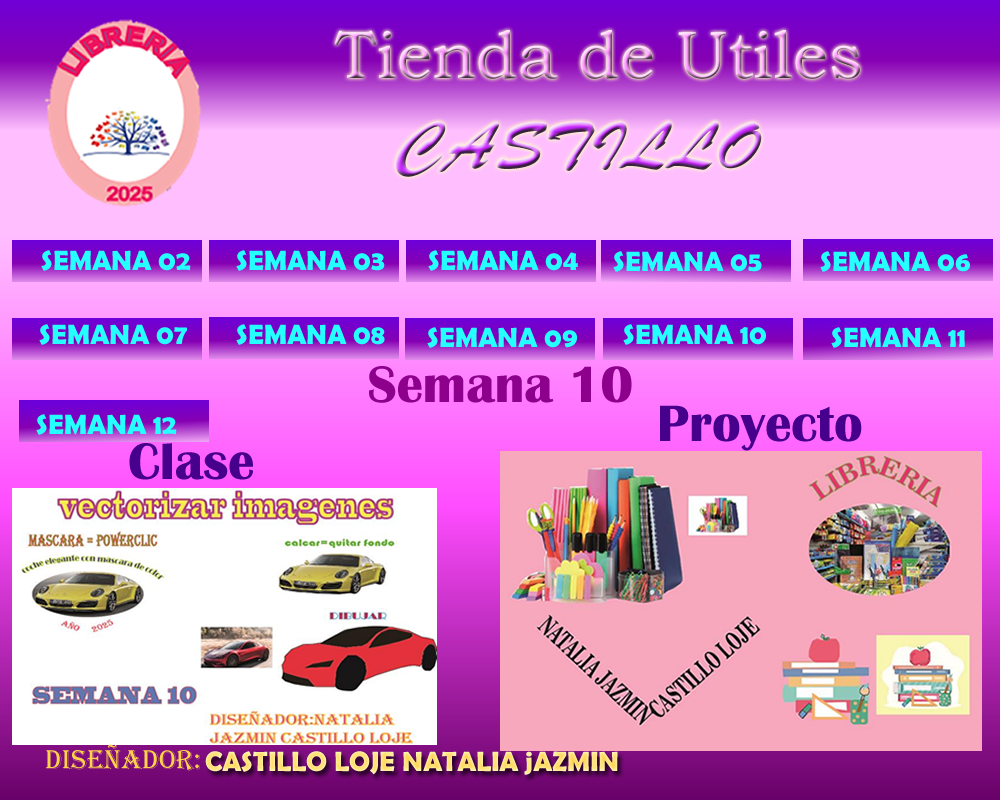 LIBRERIA
2025
Tienda de Utiles
CASTILLO
SEMANA 02
SEMANA 03
SEMANA 04
SEMANA 05
SEMANA 06
SEMANA 07
SEMANA 08
SEMANA 09
SEMANA 10
SEMANA 11
Semana 10
SEMANA 12
Clase
Proyecto
vectorizar imagenes
MASCARA = POWERCLIC
coche elegante con mascara de color
AÑO 2025
calcar=quitar fondo
DIBUJAR
SEMANA 10
DISEÑADOR:NATALIA
JAZMIN CASTILLO LOJE
LIBRERIA
NATALIA JAZMIN
CASTILLO LOJE
DISEÑADOR: CASTILLO LOJE NATALIA jAZMIN